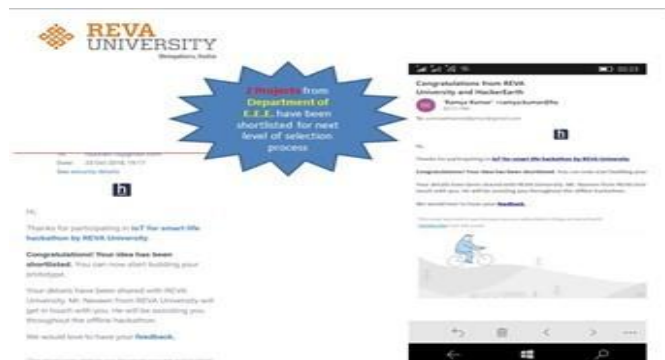 REVA
UNIVERSITY
Bengaluru, India
2 Projects from
Department of
E.E.E. have been
shortlisted for next
level of selection
process
Date: 23 Oct 2018, 19:17
See security details
h
Hi,
Thanks for participating in IoT for smart life
hackathon by REVA University.
Congratulations! Your idea has been
shortlisted. You can now start building your
prototype.
Your details have been shared with REVA
University. Mr. Naveen from REVA University will
get in touch with you. He will be assisting you
throughout the offline hackathon.
We would love to have your feedback.
Congratulations from REVA
University and HackerEarth
h
Hi,
Thanks for participating in IoT for smart life hackathon by REVA University.
Congratulations! Your idea has been shortlisted. You can now start building your
Your details have been shared with REVA University. Mr. Naveen from REVA Univer
touch with you. He will be assisting you throughout the offline hackathon.
We would love to have your feedback.